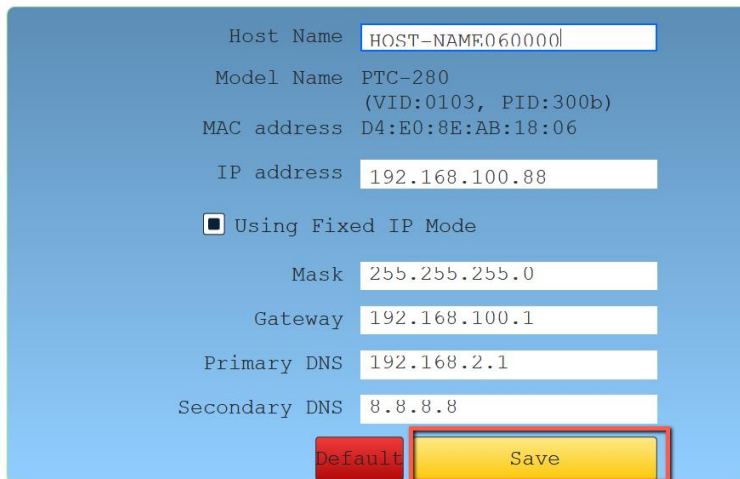 Host Name HOST-NAME060000
Model Name PTC-280
(VID:0103, PID:300b)
MAC address D4:E0:8E:AB:18:06
IP address 192.168.100.88
Using Fixed IP Mode
Mask 255.255.255.0
Gateway 192.168.100.1
Primary DNS 192.168.2.1
Secondary DNS 8.8.8.8
Default Save